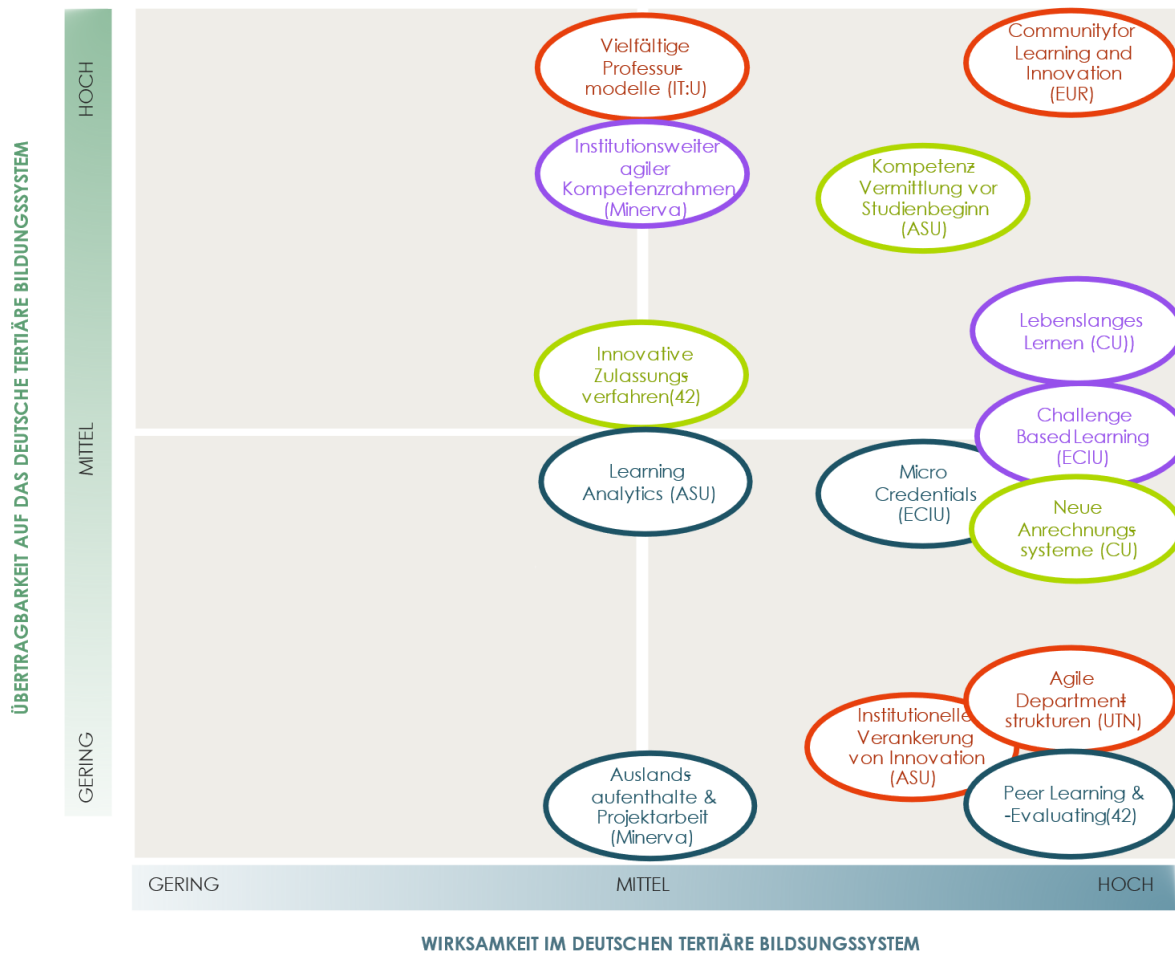 ÜBERTRAGBARKEIT AUF DAS DEUTSCHE TERTIÄRE BILDUNGSSYSTEM
HOCH
MITTEL
GERING
Vielfältige
Professur-
modelle (IT:U)
Communityfor
Learning and
Innovation
(EUR)
Institutionsweiter
agiler
Kompetenzrahmen
(Minerva)
Kompetenz-
Vermittlung vor
Studienbeginn
(ASU)
Lebenslanges
Lernen (CU))
Innovative
Zulassungs-
verfahren(42)
Challenge
Based Learning
(ECIU)
Learning
Analytics (ASU)
Micro
Credentials
(ECIU)
Neue
Anrechnungs-
systeme (CU)
Agile
Department-
strukturen (UTN)
Institutionelle
Verankerung
von Innovation
(ASU)
Auslands-
aufenthalte &
Projektarbeit
(Minerva)
Peer Learning &
-Evaluating(42)
GERING
MITTEL
HOCH
WIRKSAMKEIT IM DEUTSCHEN TERTIÄRE BILDSUNGSSYSTEM